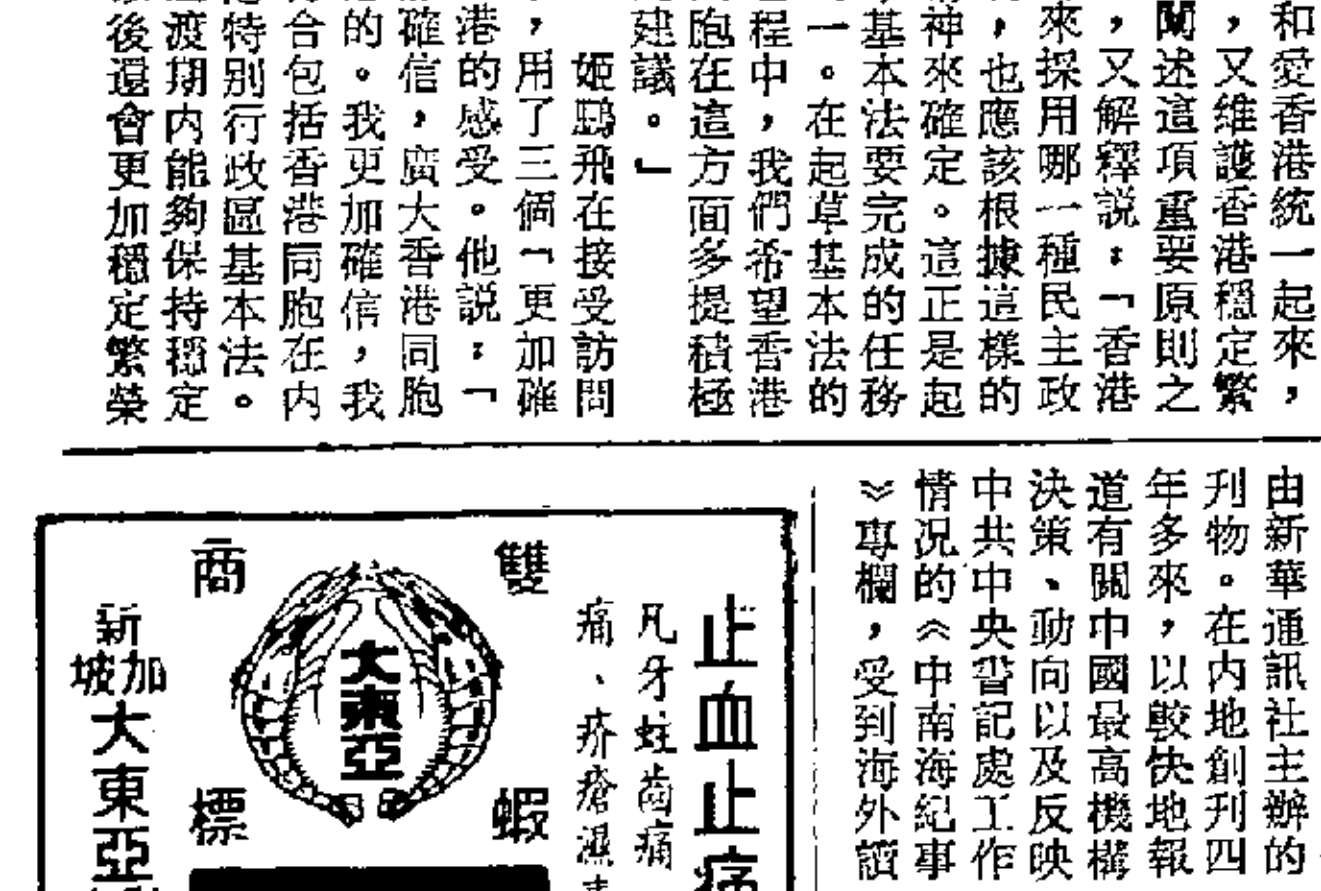 和愛香港統一起來，
，又維護香港穩定繁
闡述這項重要原則之
，又解釋説：「香港
來採用哪一種民主政
，也應該根據這樣的
神來確定。這正是起
基本法要完成的任務
一。在起草基本法的
程中，我們希望香港
胞在這方面多提積極
建議。」
姬鵬飛在接受訪問
，用了三個「更加確
港的感受。他説：「
確信，廣大香港同胞
的。我更加確信，我
合包括香港同胞在内
特别行政區基本法。
渡期内能夠保持穩定
後還會更加穩定繁榮
由新華通訊社主辦的
刋物。在内地創刋四
年多來，以較快地報
道有關中國最高機構
決策、動向以及反映
中共中央書記處工作
情况的《中南海紀事
》專欄，受到海外讀
止血止痛
凡牙蛀齒痛
痛、疥瘡濕毒
雙蝦
商標
大東亞
新加坡大東亞